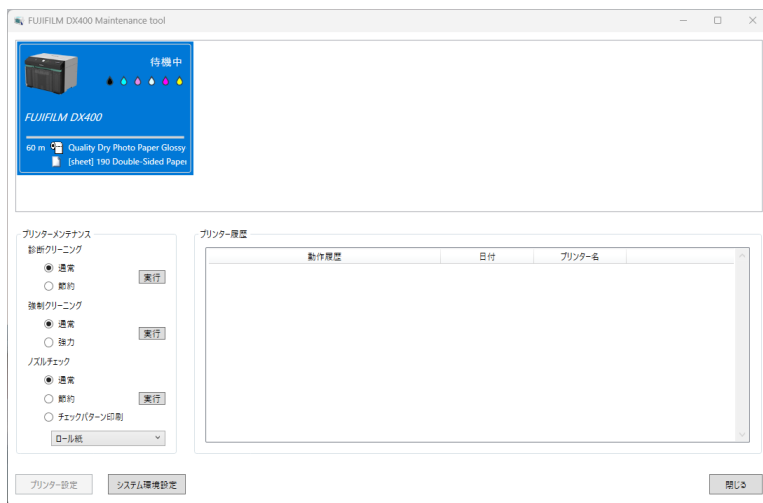 FUJIFILM DX400 Maintenance tool
待機中
FUJIFILM DX400
60 m Quality Dry Photo Paper Glossy
[sheet] 190 Double-Sided Paper
プリンターメンテナンス
診断クリーニング
通常
節約
実行
強制クリーニング
通常
強力
実行
ノズルチェック
通常
節約
実行
チェックパターン印刷
ロール紙
プリンター履歴
動作履歴 日付 プリンター名
プリンター設定
システム環境設定
閉じる